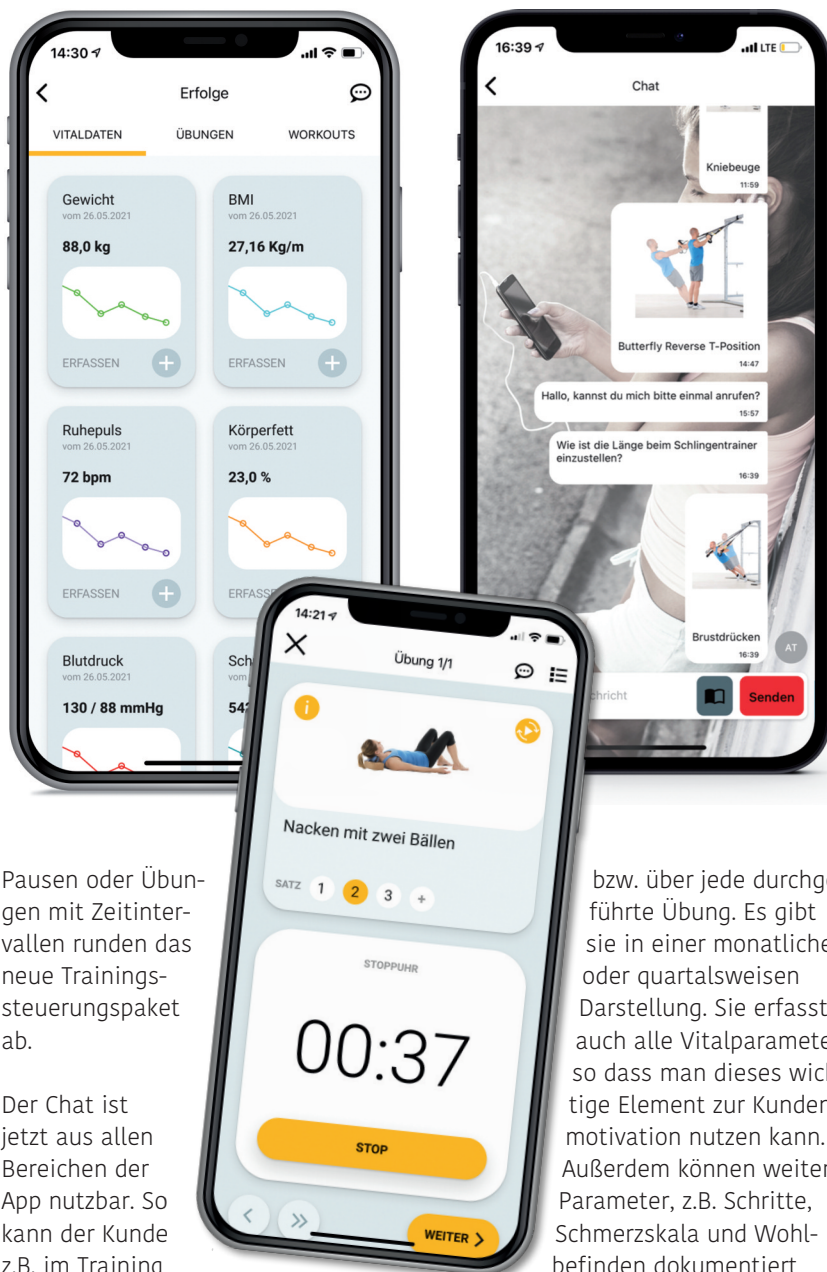 14:30
Erfolge
VITALDATEN ÜBUNGEN WORKOUTS
Gewicht
vom 26.05.2021
88,0 kg
ERFASSEN
BMI
vom 26.05.2021
27,16 Kg/m
ERFASSEN
Ruhepuls
vom 26.05.2021
72 bpm
ERFASSEN
Körperfett
vom 26.05.2021
23,0 %
Blutdruck
vom 26.05.2021
130 / 88 mmHg
16:39 LTE
Chat
Kniebeuge
11:59
Butterfly Reverse T-Position
14:47
Hallo, kannst du mich bitte einmal anrufen?
15:57
Wie ist die Länge beim Schlingentrainer
einzustellen?
16:39
Brustdrücken
16:39
AT
Senden
14:21
Übung 1/1
i
Nacken mit zwei Bällen
SATZ 1 2 3 +
STOPPUHR
00:37
STOP
WEITER
Pausen oder Übun-
gen mit Zeitinter-
vallen runden das
neue Trainings-
steuerungspaket
ab.
Der Chat ist
jetzt aus allen
Bereichen der
App nutzbar. So
kann der Kunde
z.B. im Training
bzw. über jede
führte Übung. Es gibt
sie in einer
oder quartalsweisen
Darstellung. Sie erfasst
auch alle
so dass man dieses
tige Element zur
motivation nutzen kann.
Außerdem können
Parameter, z.B. Schritte,
Schmerzskala und Wohl-
befinden dokumentiert